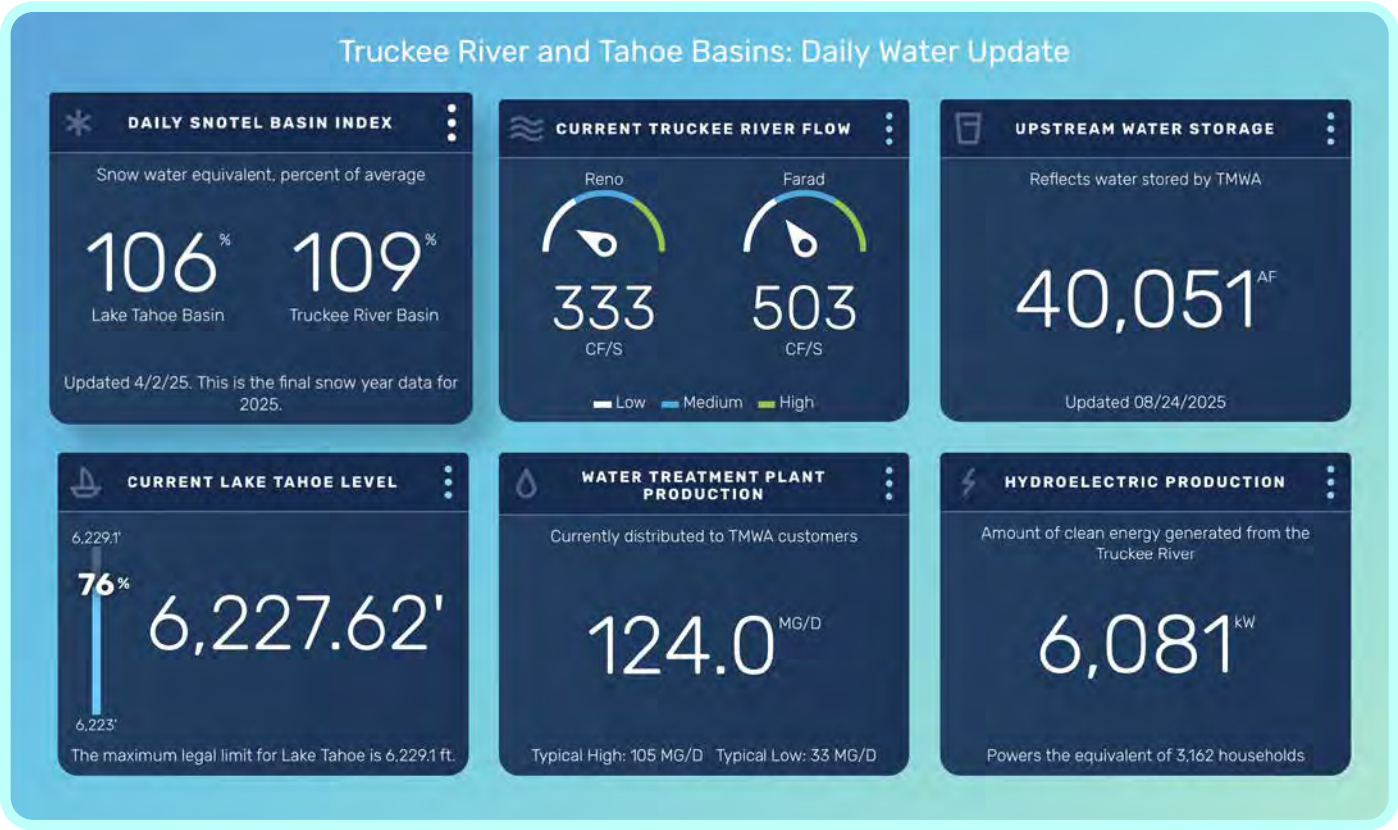 Truckee River and Tahoe Basins: Daily Water Update
DAILY SNOTEL BASIN INDEX
Snow water equivalent, percent of average
106%
109%
Lake Tahoe Basin
Truckee River Basin
Updated 4/2/25. This is the final snow year data for
2025.
CURRENT TRUCKEE RIVER FLOW
Reno
Farad
333
503
CF/S
CF/S
Low
Medium
High
UPSTREAM WATER STORAGE
Reflects water stored by TMWA
40,051 AF
Updated 08/24/2025
CURRENT LAKE TAHOE LEVEL
6,229.1'
76%
6,227.62'
6,223'
The maximum legal limit for Lake Tahoe is 6,229.1 ft.
WATER TREATMENT PLANT
PRODUCTION
Currently distributed to TMWA customers
124.0 MG/D
Typical High: 105 MG/D Typical Low: 33 MG/D
HYDROELECTRIC PRODUCTION
Amount of clean energy generated from the
Truckee River
6,081 kW
Powers the equivalent of 3,162 households